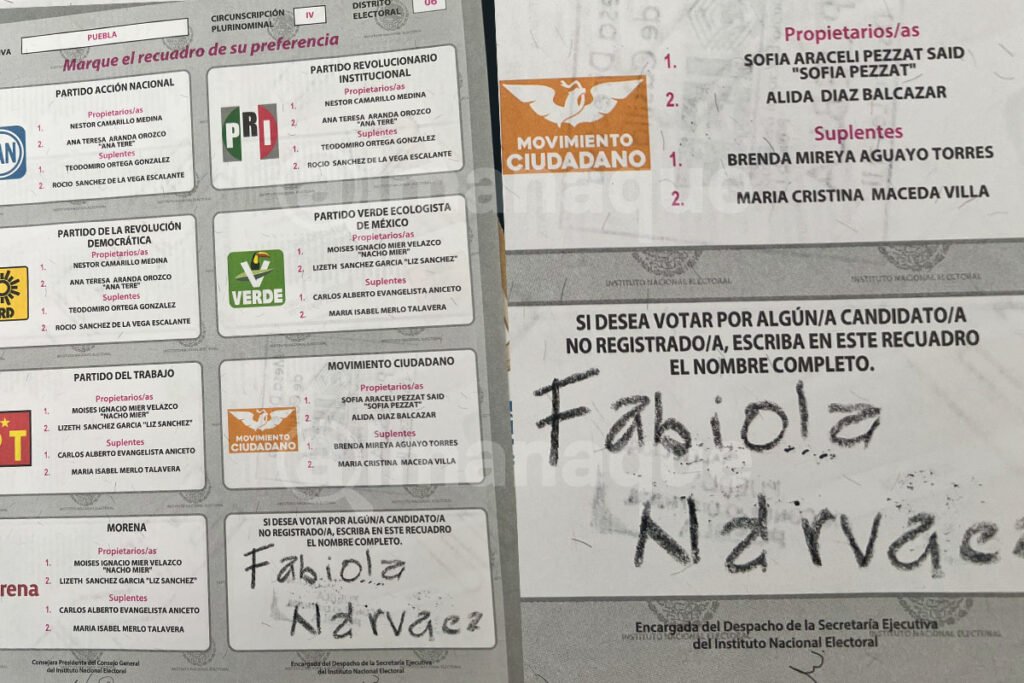 VA
PUEBLA
CIRCUNSCRIPCIÓN
PLURINOMINAL
IV
DISTRITO
ELECTORAL
06
Marque el recuadro de su preferencia
PARTIDO ACCIÓN NACIONAL
Propietarios/as
1. NESTOR CAMARILLO MEDINA
2. ANA TERESA ARANDA OROZCO
"ANA TERE"
Suplentes
1. TEODOMIRO ORTEGA GONZALEZ
2. ROCIO SANCHEZ DE LA VEGA ESCALANTE
AN
PARTIDO REVOLUCIONARIO
INSTITUCIONAL
Propietarios/as
1. NESTOR CAMARILLO MEDINA
2. ANA TERESA ARANDA OROZCO
"ANA TERE"
Suplentes
1. TEODOMIRO ORTEGA GONZALEZ
2. ROCIO SANCHEZ DE LA VEGA ESCALANTE
PRI
PARTIDO DE LA REVOLUCIÓN
DEMOCRÁTICA
Propietarios/as
1. NESTOR CAMARILLO MEDINA
2. ANA TERESA ARANDA OROZCO
"ANA TERE"
Suplentes
1. TEODOMIRO ORTEGA GONZALEZ
2. ROCIO SANCHEZ DE LA VEGA ESCALANTE
RD
PARTIDO VERDE ECOLOGISTA
DE MÉXICO
Propietarios/as
1. MOISES IGNACIO MIER VELAZCO
"NACHO MIER"
2. LIZETH SANCHEZ GARCIA "LIZ SANCHEZ"
Suplentes
1. CARLOS ALBERTO EVANGELISTA ANICETO
2. MARIA ISABEL MERLO TALAVERA
VERDE
PARTIDO DEL TRABAJO
Propietarios/as
1. MOISES IGNACIO MIER VELAZCO
"NACHO MIER"
2. LIZETH SANCHEZ GARCIA "LIZ SANCHEZ"
Suplentes
1. CARLOS ALBERTO EVANGELISTA ANICETO
2. MARIA ISABEL MERLO TALAVERA
PT
MOVIMIENTO CIUDADANO
Propietarios/as
1. SOFIA ARACELI PEZZAT SAID
"SOFIA PEZZAT"
2. ALIDA DIAZ BALCAZAR
Suplentes
1. BRENDA MIREYA AGUAYO TORRES
2. MARIA CRISTINA MACEDA VILLA
MOVIMIENTO
CIUDADANO
MORENA
Propietarios/as
1. MOISES IGNACIO MIER VELAZCO
"NACHO MIER"
2. LIZETH SANCHEZ GARCIA "LIZ SANCHEZ"
Suplentes
1. CARLOS ALBERTO EVANGELISTA ANICETO
2. MARIA ISABEL MERLO TALAVERA
rena
SI DESEA VOTAR POR ALGÚN/A CANDIDATO/A
NO REGISTRADO/A, ESCRIBA EN ESTE RECUADRO
EL NOMBRE COMPLETO.
Fabiola
Narvaez
Consejera Presidenta del Consejo General
del Instituto Nacional Electoral
Encargada del Despacho de la Secretaría Ejecutiva
del Instituto Nacional Electoral
Propietarios/as
1. SOFIA ARACELI PEZZAT SAID
"SOFIA PEZZAT"
2. ALIDA DIAZ BALCAZAR
Suplentes
1. BRENDA MIREYA AGUAYO TORRES
2. MARIA CRISTINA MACEDA VILLA
MOVIMIENTO
CIUDADANO
INSTITUTO NACIONAL ELECTORAL
INSTITUTO NACIONAL ELECTORAL
SI DESEA VOTAR POR ALGÚN/A CANDIDATO/A
NO REGISTRADO/A, ESCRIBA EN ESTE RECUADRO
EL NOMBRE COMPLETO.
Fabiola
Narvaez
Encargada del Despacho de la Secretaría Ejecutiva
del Instituto Nacional Electoral